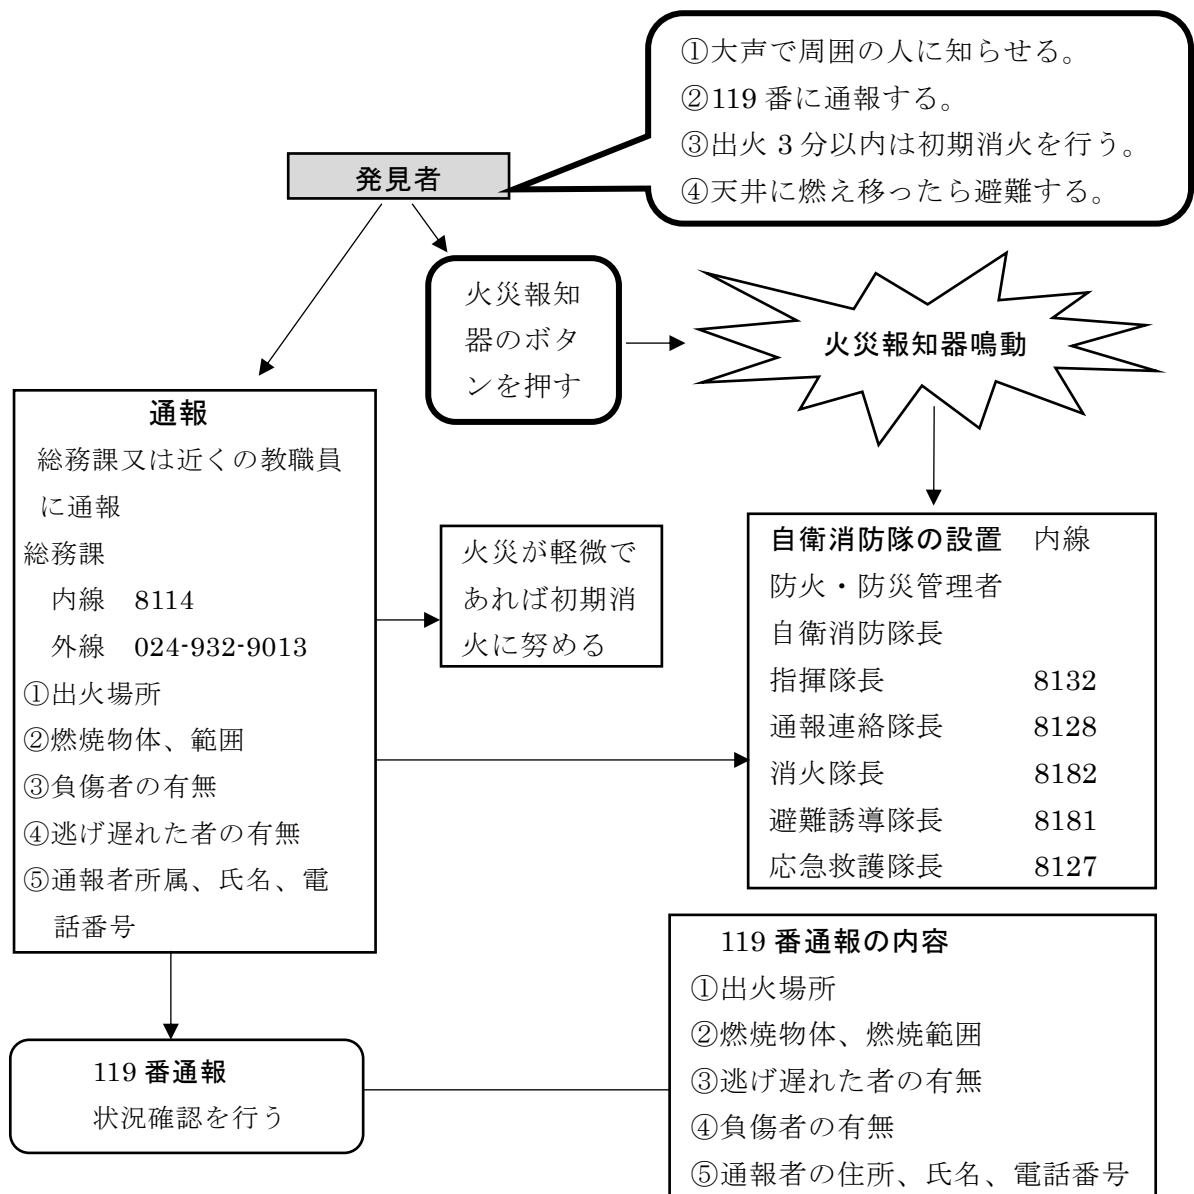 ①大声で周囲の人に知らせる。
②119 番に通報する。
③出火 3 分以内は初期消火を行う。
④天井に燃え移ったら避難する。
発見者
火災報知
器のボタ
ンを押す
火災報知器鳴動
通報
総務課又は近くの教職員
に通報
総務課
内線 8114
外線 024-932-9013
①出火場所
②燃焼物体、範囲
③負傷者の有無
④逃げ遅れた者の有無
⑤通報者所属、氏名、電
話番号
火災が軽微で
あれば初期消
火に努める
自衛消防隊の設置 内線
防火・防災管理者
自衛消防隊長
指揮隊長 8132
通報連絡隊長 8128
消火隊長 8182
避難誘導隊長 8181
応急救護隊長 8127
119 番通報
状況確認を行う
119 番通報の内容
①出火場所
②燃焼物体、燃焼範囲
③逃げ遅れた者の有無
④負傷者の有無
⑤通報者の住所、氏名、電話番号